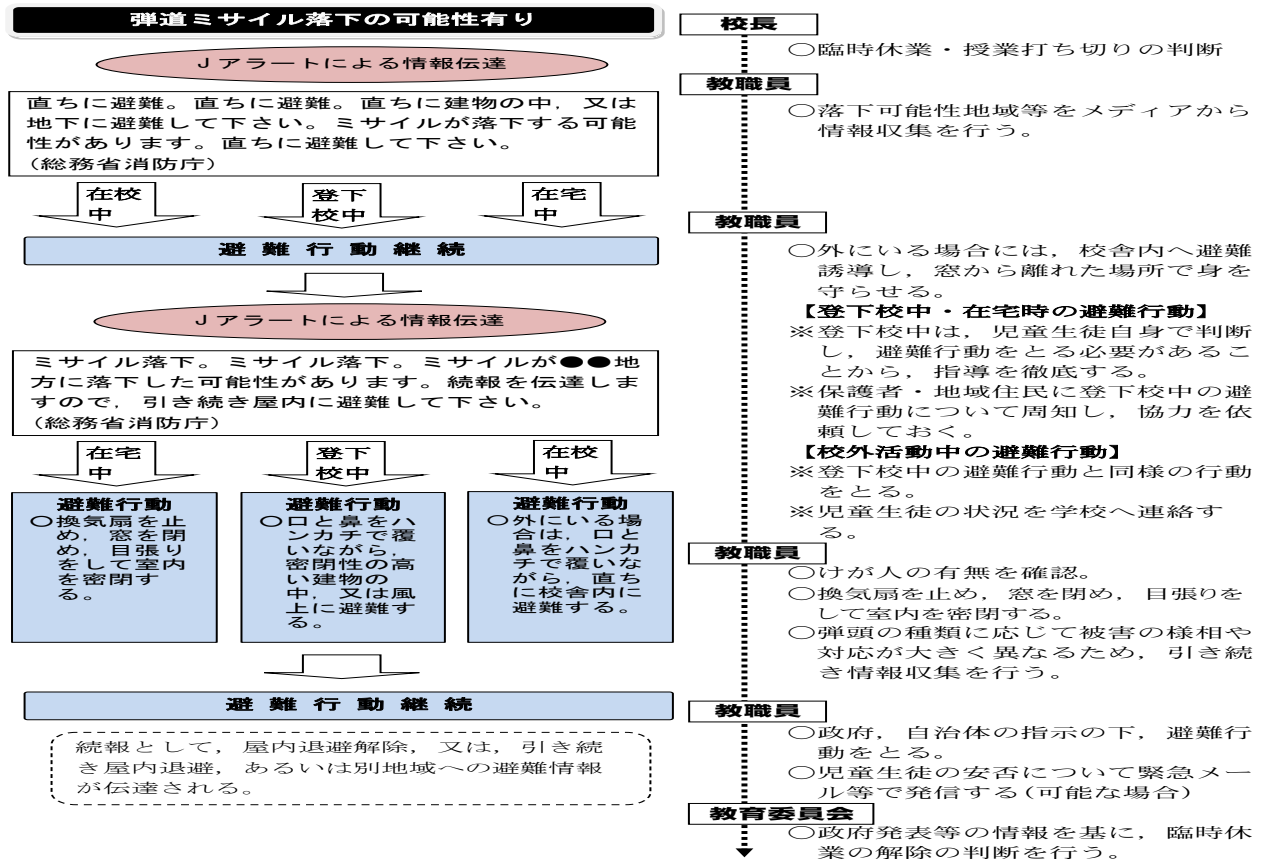 弾道ミサイル落下の可能性有り
Jアラートによる情報伝達
直ちに避難。直ちに避難。直ちに建物の中，又は
地下に避難して下さい。ミサイルが落下する可能
性があります。直ちに避難して下さい。
(総務省消防庁)
在校
中
登下
校中
在宅
中
避 難 行 動 継 続
Jアラートによる情報伝達
ミサイル落下。ミサイル落下。ミサイルが●●地
方に落下した可能性があります。続報を伝達しま
すので，引き続き屋内に避難して下さい。
(総務省消防庁)
在宅
中
登下
校中
在校
中
避難行動
○換気扇を止
め，窓を閉
め，目張り
をして室内
を密閉す
る。
避難行動
○口と鼻をハ
ンカチで覆
いながら，
密閉性の高
い建物の
中，又は風
上に避難す
る。
避難行動
○外にいる場
合は，口と
鼻をハンカ
チで覆いな
がら，直ち
に校舎内に
避難する。
避 難 行 動 継 続
続報として，屋内退避解除，又は，引き続
き屋内退避，あるいは別地域への避難情報
が伝達される。
校長
○臨時休業・授業打ち切りの判断
教職員
○落下可能性地域等をメディアから
情報収集を行う。
教職員
○外にいる場合には，校舎内へ避難
誘導し，窓から離れた場所で身を
守らせる。
【登下校中・在宅時の避難行動】
※登下校中は，児童生徒自身で判断
し，避難行動をとる必要があるこ
とから，指導を徹底する。
※保護者・地域住民に登下校中の避
難行動について周知し，協力を依
頼しておく。
【校外活動中の避難行動】
※登下校中の避難行動と同様の行動
をとる。
※児童生徒の状況を学校へ連絡す
る。
教職員
○けが人の有無を確認。
○換気扇を止め，窓を閉め，目張りを
して室内を密閉する。
○弾頭の種類に応じて被害の様相や
対応が大きく異なるため，引き続
き情報収集を行う。
教職員
○政府，自治体の指示の下，避難行
動をとる。
○児童生徒の安否について緊急メー
ル等で発信する(可能な場合)
教育委員会
○政府発表等の情報を基に，臨時休
業の解除の判断を行う。